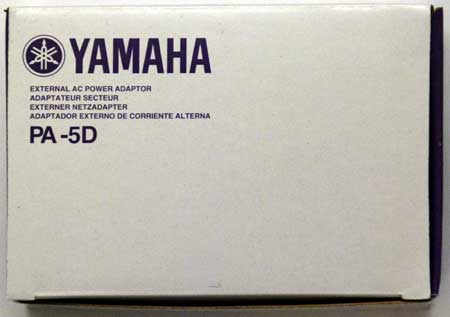 YAMAHA
EXTERNAL AC POWER ADAPTOR
ADAPTATEUR SECTEUR
EXTERNER NETZADAPTER
ADAPTADOR EXTERNO DE CORRIENTE ALTERNA
PA-5D